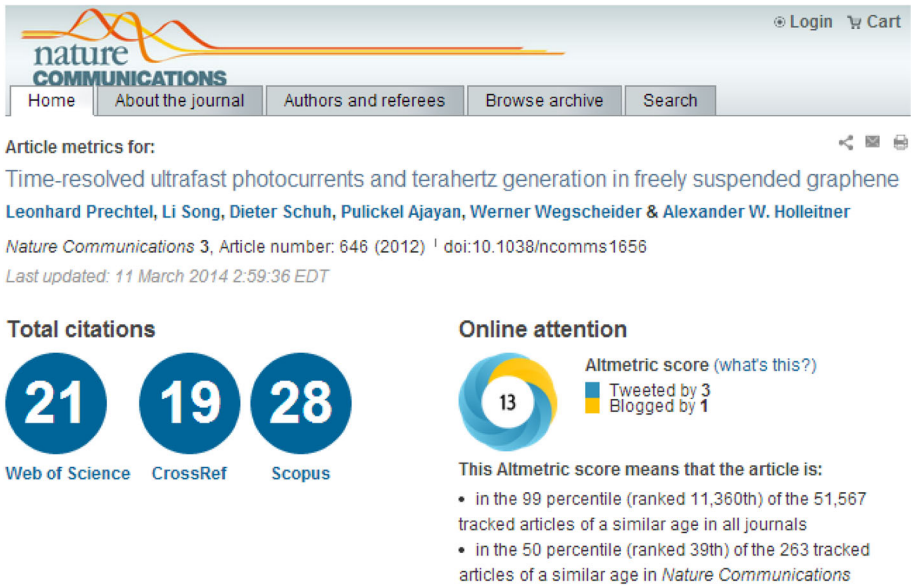 Login Cart
nature
COMMUNICATIONS
Home About the journal Authors and referees Browse archive Search
Article metrics for:
Time-resolved ultrafast photocurrents and terahertz generation in freely suspended graphene
Leonhard Prechtel, Li Song, Dieter Schuh, Pulickel Ajayan, Werner Wegscheider & Alexander W. Holleitner
Nature Communications 3, Article number: 646 (2012) | doi:10.1038/ncomms1656
Last updated: 11 March 2014 2:59:36 EDT
Total citations
21 19 28
Web of Science CrossRef Scopus
Online attention
13
Altmetric score (what's this?)
Tweeted by 3
Blogged by 1
This Altmetric score means that the article is:
• in the 99 percentile (ranked 11,360th) of the 51,567
tracked articles of a similar age in all journals
• in the 50 percentile (ranked 39th) of the 263 tracked
articles of a similar age in Nature Communications